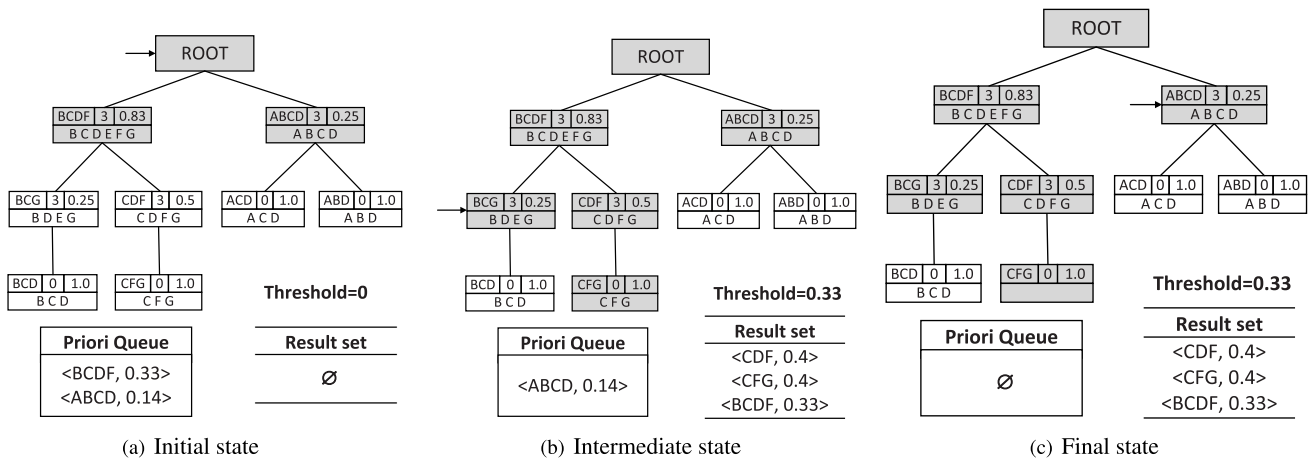 ROOT
BCDF 3 0.83
B C D E F G
ABCD 3 0.25
A B C D
BCG 3 0.25
B D E G
CDF 3 0.5
C D F G
ACD 0 1.0
A C D
ABD 0 1.0
A B D
BCD 0 1.0
B C D
CFG 0 1.0
C F G
Threshold=0
Priori Queue
<BCDF, 0.33>
<ABCD, 0.14>
Result set
∅
(a) Initial state
ROOT
BCDF 3 0.83
B C D E F G
ABCD 3 0.25
A B C D
BCG 3 0.25
B D E G
CDF 3 0.5
C D F G
ACD 0 1.0
A C D
ABD 0 1.0
A B D
BCD 0 1.0
B C D
CFG 0 1.0
C F G
Threshold=0.33
Priori Queue
<ABCD, 0.14>
Result set
<CDF, 0.4>
<CFG, 0.4>
<BCDF, 0.33>
(b) Intermediate state
ROOT
BCDF 3 0.83
B C D E F G
ABCD 3 0.25
A B C D
BCG 3 0.25
B D E G
CDF 3 0.5
C D F G
ACD 0 1.0
A C D
ABD 0 1.0
A B D
BCD 0 1.0
B C D
CFG 0 1.0
Threshold=0.33
Priori Queue
∅
Result set
<CDF, 0.4>
<CFG, 0.4>
<BCDF, 0.33>
(c) Final state